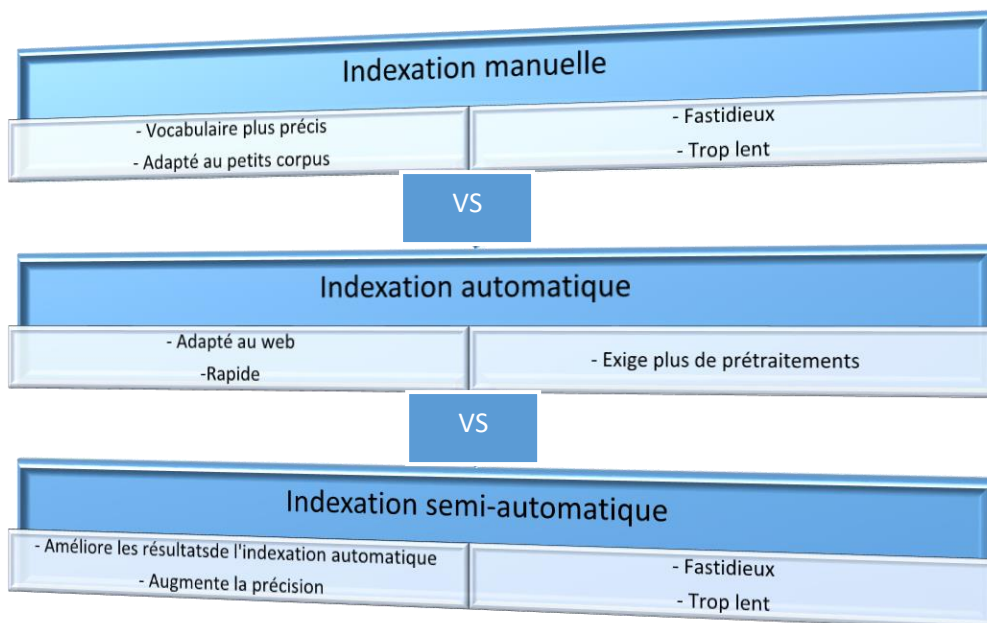 Indexation manuelle
- Vocabulaire plus précis
- Adapté au petits corpus
- Fastidieux
- Trop lent
VS
Indexation automatique
- Adapté au web
-Rapide
- Exige plus de prétraitements
VS
Indexation semi-automatique
- Améliore les résultatsde l'indexation automatique
- Augmente la précision
- Fastidieux
- Trop lent